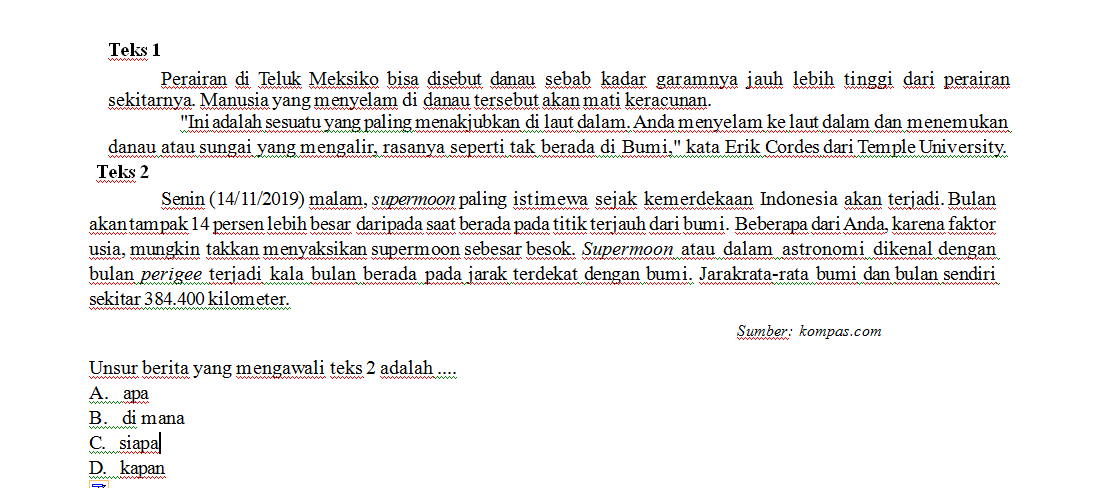 Teks 1
Perairan di Teluk Meksiko bisa disebut danau sebab kadar garamnya jauh lebih tinggi dari perairan
sekitarnya. Manusia yang menyelam di danau tersebut akan mati keracunan.
"Ini adalah sesuatu yang paling menakjubkan di laut dalam. Anda menyelam ke laut dalam dan menemukan
danau atau sungai yang mengalir, rasanya seperti tak berada di Bumi," kata Erik Cordes dari Temple University.
Teks 2
Senin (14/11/2019) malam, supermoon paling istimewa sejak kemerdekaan Indonesia akan terjadi. Bulan
akan tampak 14 persen lebih besar daripada saat berada pada titik terjauh dari bumi. Beberapa dari Anda, karena faktor
usia, mungkin takkan menyaksikan supermoon sebesar besok. Supermoon atau dalam astronomi dikenal dengan
bulan perigee terjadi kala bulan berada pada jarak terdekat dengan bumi. Jarakrata-rata bumi dan bulan sendiri
sekitar 384.400 kilometer.
Sumber: kompas.com
Unsur berita yang mengawali teks 2 adalah ....
A. apa
B. di mana
C. siapa
D. kapan